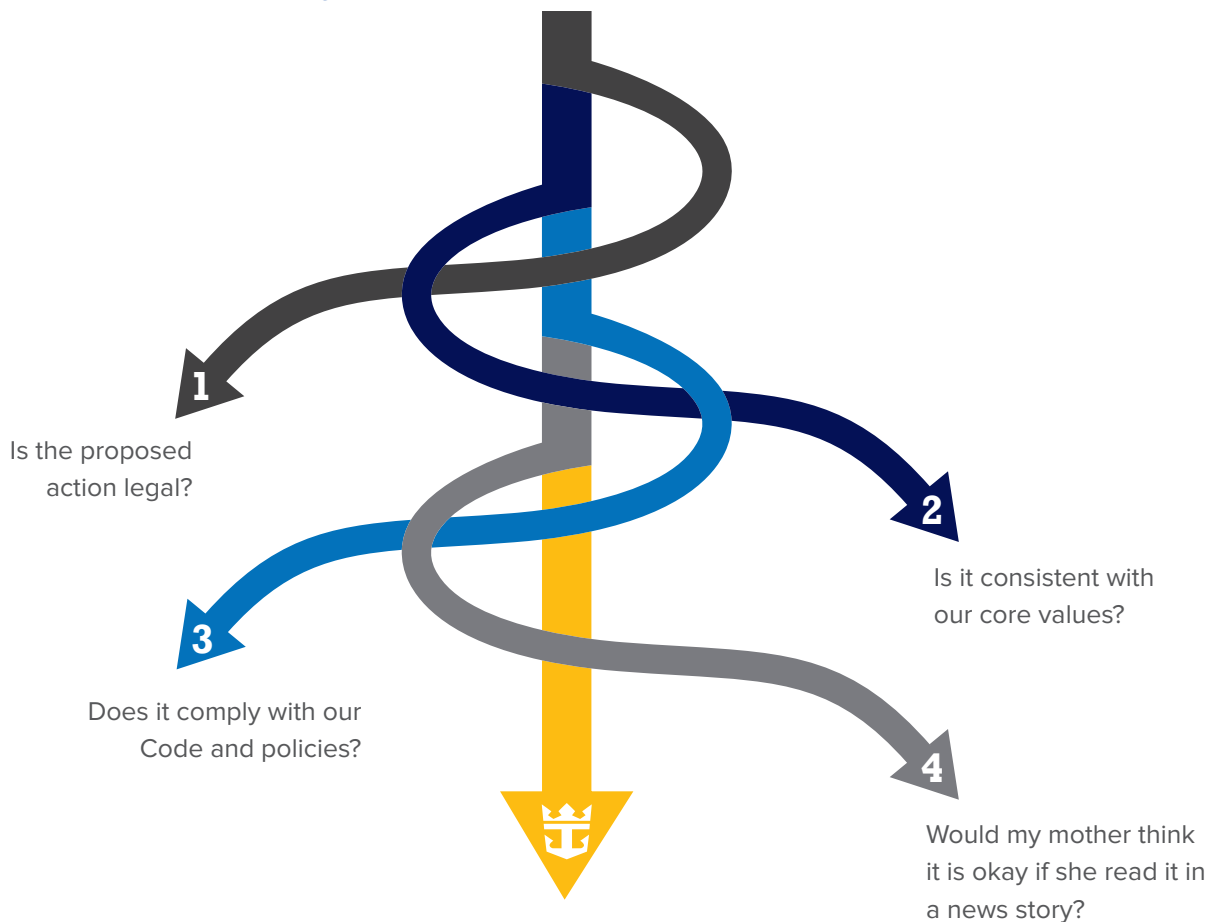 1
Is the proposed
action legal?
2
Is it consistent with
our core values?
3
Does it comply with our
Code and policies?
4
Would my mother think
it is okay if she read it in
a news story?